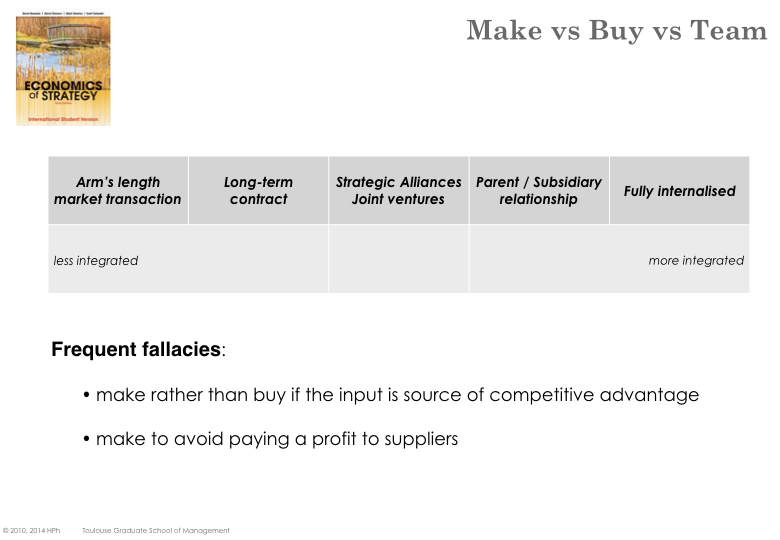 Make vs Buy vs Team
ECONOMICS
of STRATEGY
International Student Version
Arm's length
market transaction
Long-term
contract
Strategic Alliances
Joint ventures
Parent / Subsidiary
relationship
Fully internalised
less integrated
more integrated
Frequent fallacies:
• make rather than buy if the input is source of competitive advantage
• make to avoid paying a profit to suppliers
© 2010, 2014 HPh Toulouse Graduate School of Management